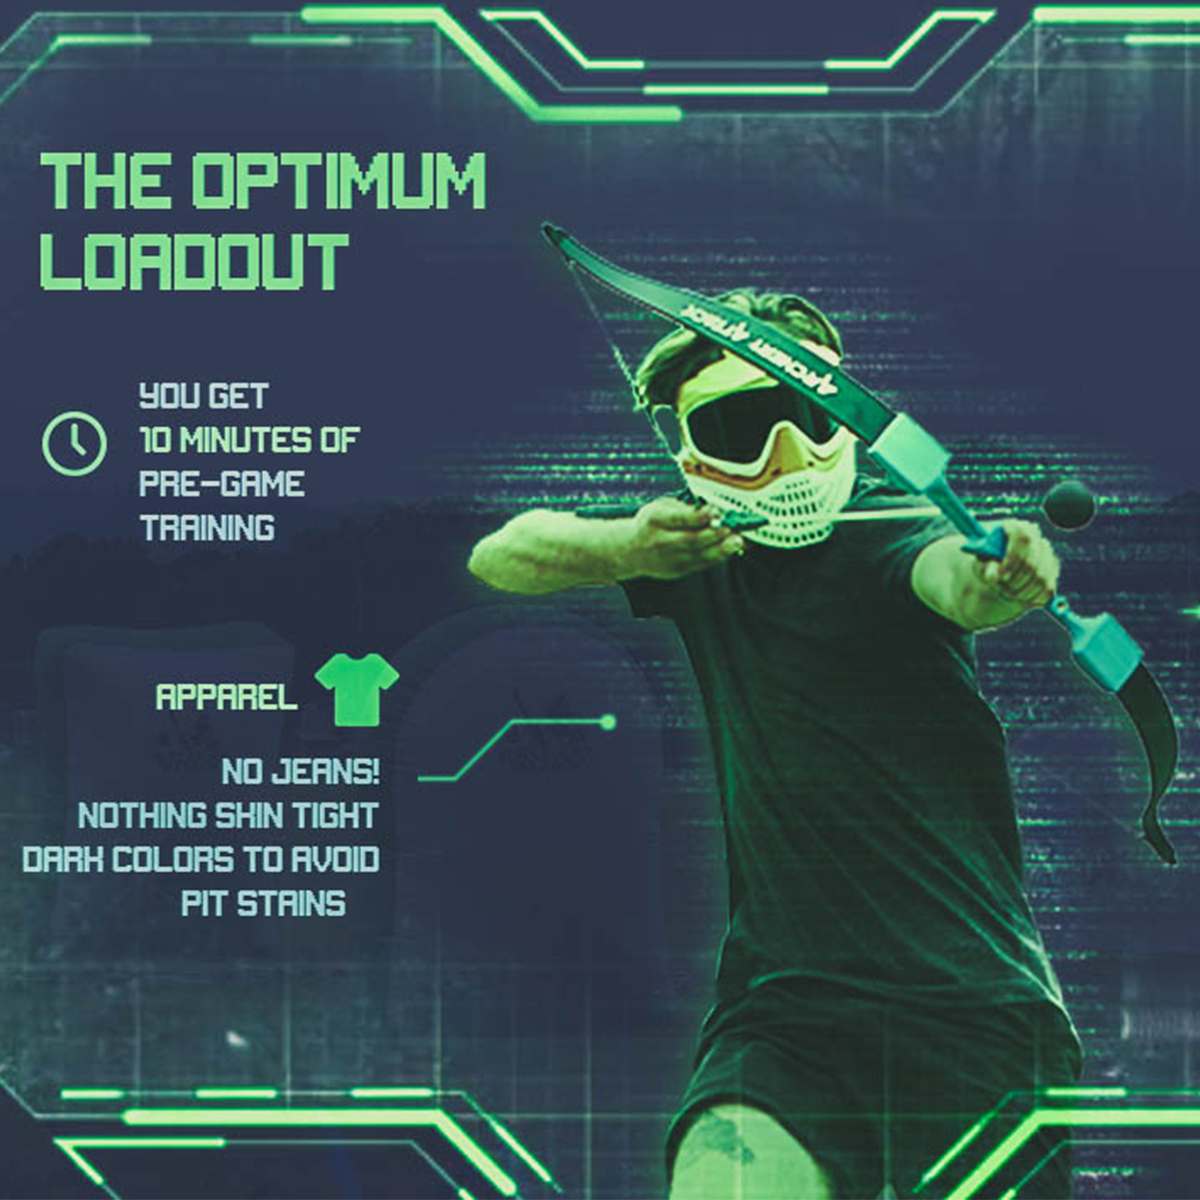 THE OPTIMUM
LOADOUT
ARCHERY ATTACK
YOU GET
10 MINUTES OF
PRE-GAME
TRAINING
APPAREL
NO JEANS!
NOTHING SKIN TIGHT
DARK COLORS TO AVOID
PIT STAINS